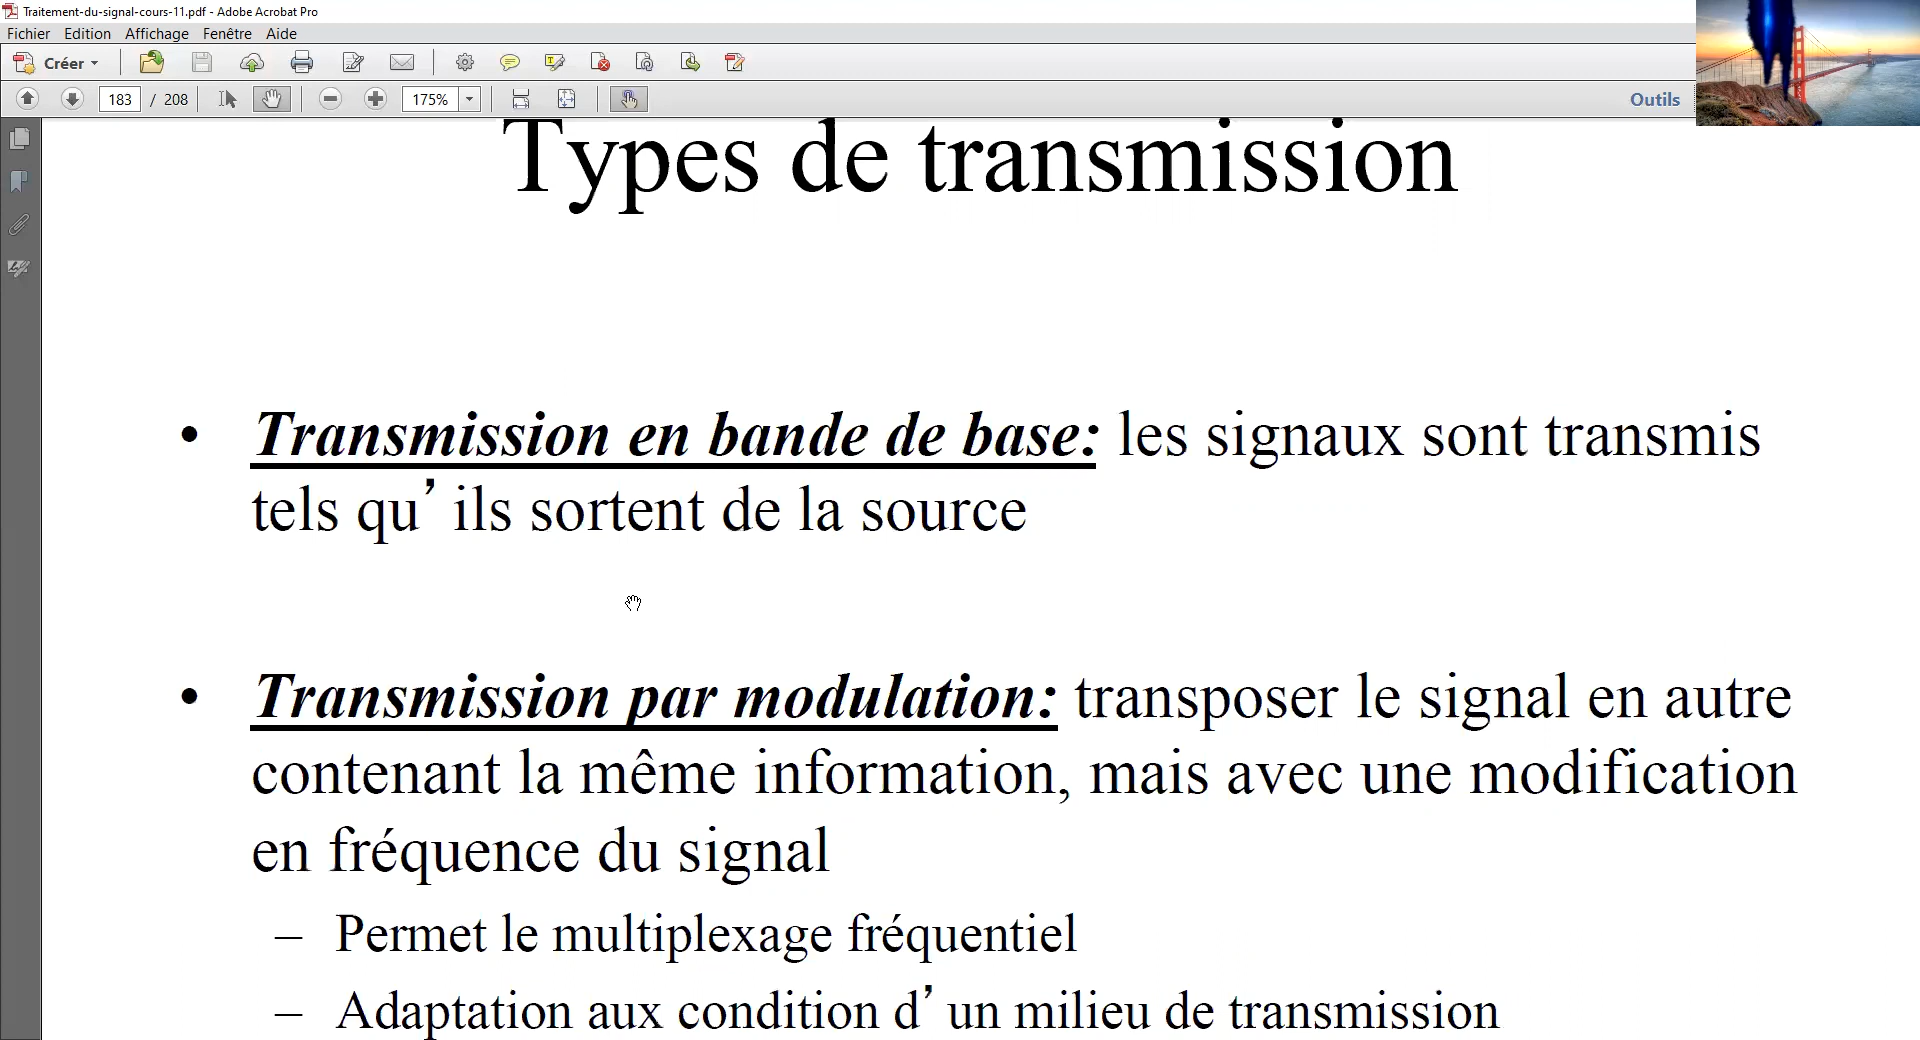 Traitement-du-signal-cours-11.pdf - Adobe Acrobat Pro
Fichier Edition Affichage Fenêtre Aide
Créer
183 / 208 175% Outils
Types de transmission
• Transmission en bande de base: les signaux sont transmis
tels qu’ils sortent de la source
• Transmission par modulation: transposer le signal en autre
contenant la même information, mais avec une modification
en fréquence du signal
– Permet le multiplexage fréquentiel
– Adaptation aux condition d’un milieu de transmission